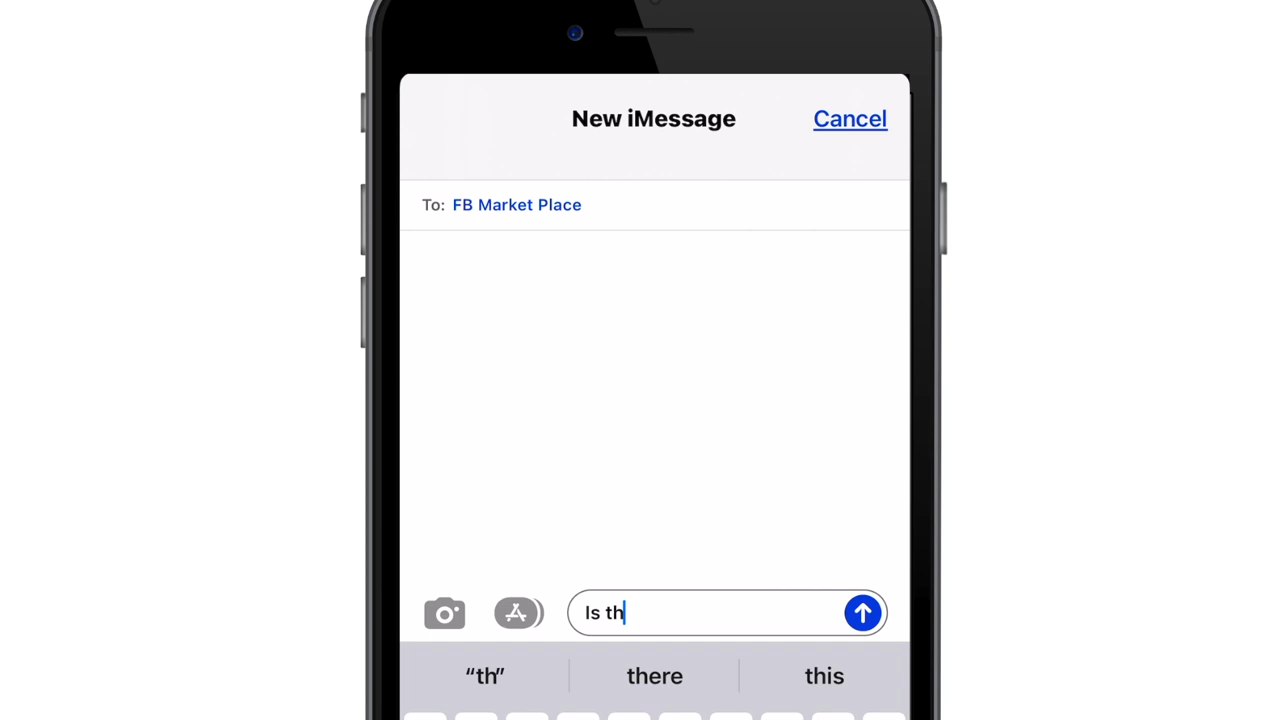 New iMessage
Cancel
To: FB Market Place
Is th
“th”
there
this